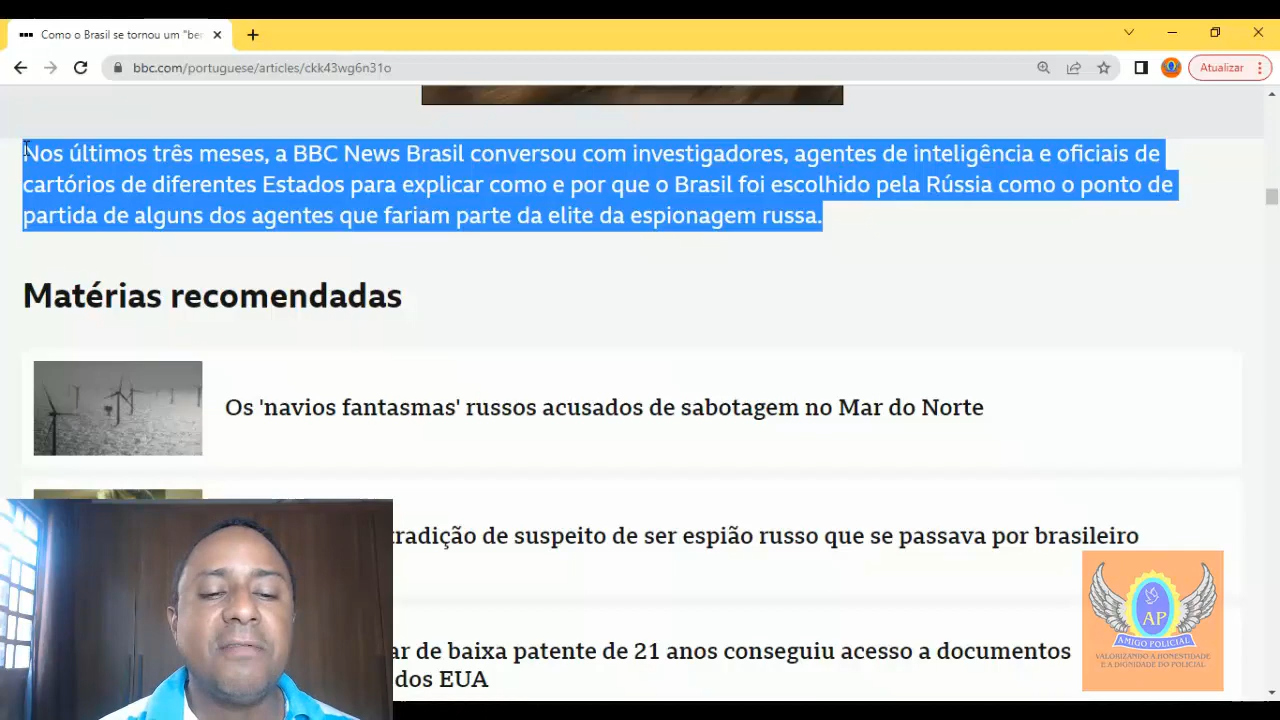 Como o Brasil se tornou um "ber
bbc.com/portuguese/articles/ckk43wg6n31o
Atualizar
Nos últimos três meses, a BBC News Brasil conversou com investigadores, agentes de inteligência e oficiais de
cartórios de diferentes Estados para explicar como e por que o Brasil foi escolhido pela Rússia como o ponto de
partida de alguns dos agentes que fariam parte da elite da espionagem russa.
Matérias recomendadas
Os 'navios fantasmas' russos acusados de sabotagem no Mar do Norte
tradição de suspeito de ser espião russo que se passava por brasileiro
ar de baixa patente de 21 anos conseguiu acesso a documentos
dos EUA
AP
AMIGO POLICIAL
VALORIZANDO A HONESTIDADE
E A DIGNIDADE DO POLICIAL